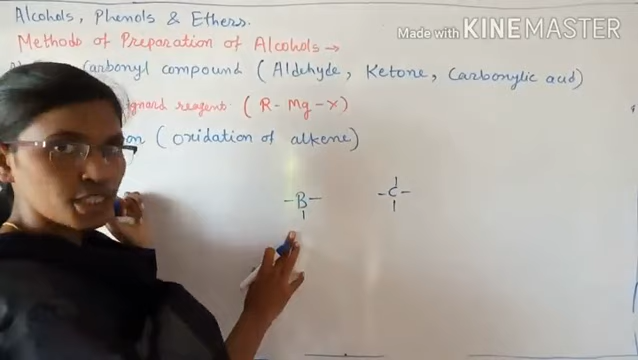 Alcohols, Phenols & Ethers.
Made with KINEMASTER
Methods of Preparation of Alcohols →
Carbonyl compound (Aldehyde, Ketone, Carboxylic acid)
reagent (R-Mg-X)
(oxidation of alkene)
-B-
-C-